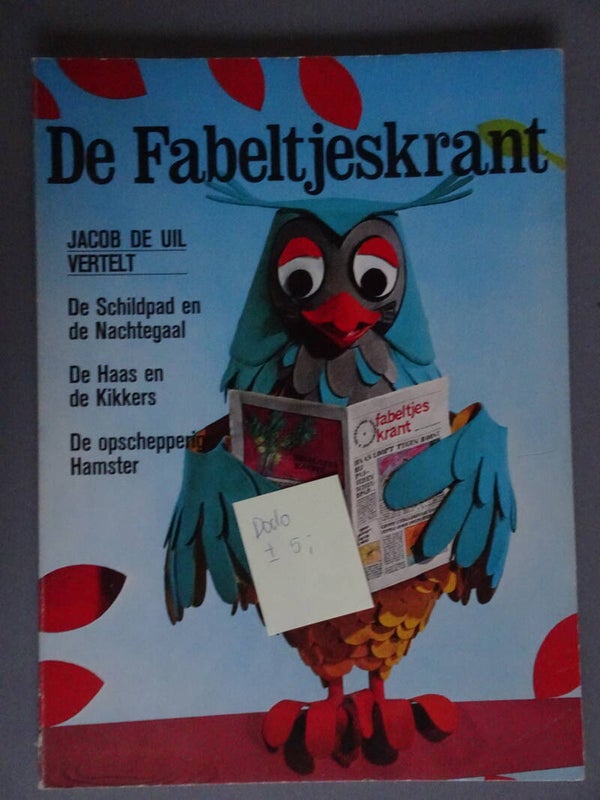 De Fabeltjeskrant
JACOB DE UIL
VERTELT
De Schildpad en
de Nachtegaal
De Haas en
de Kikkers
De opschepperig
Hamster
fabeltjes
krant
Dodo
± 5,-